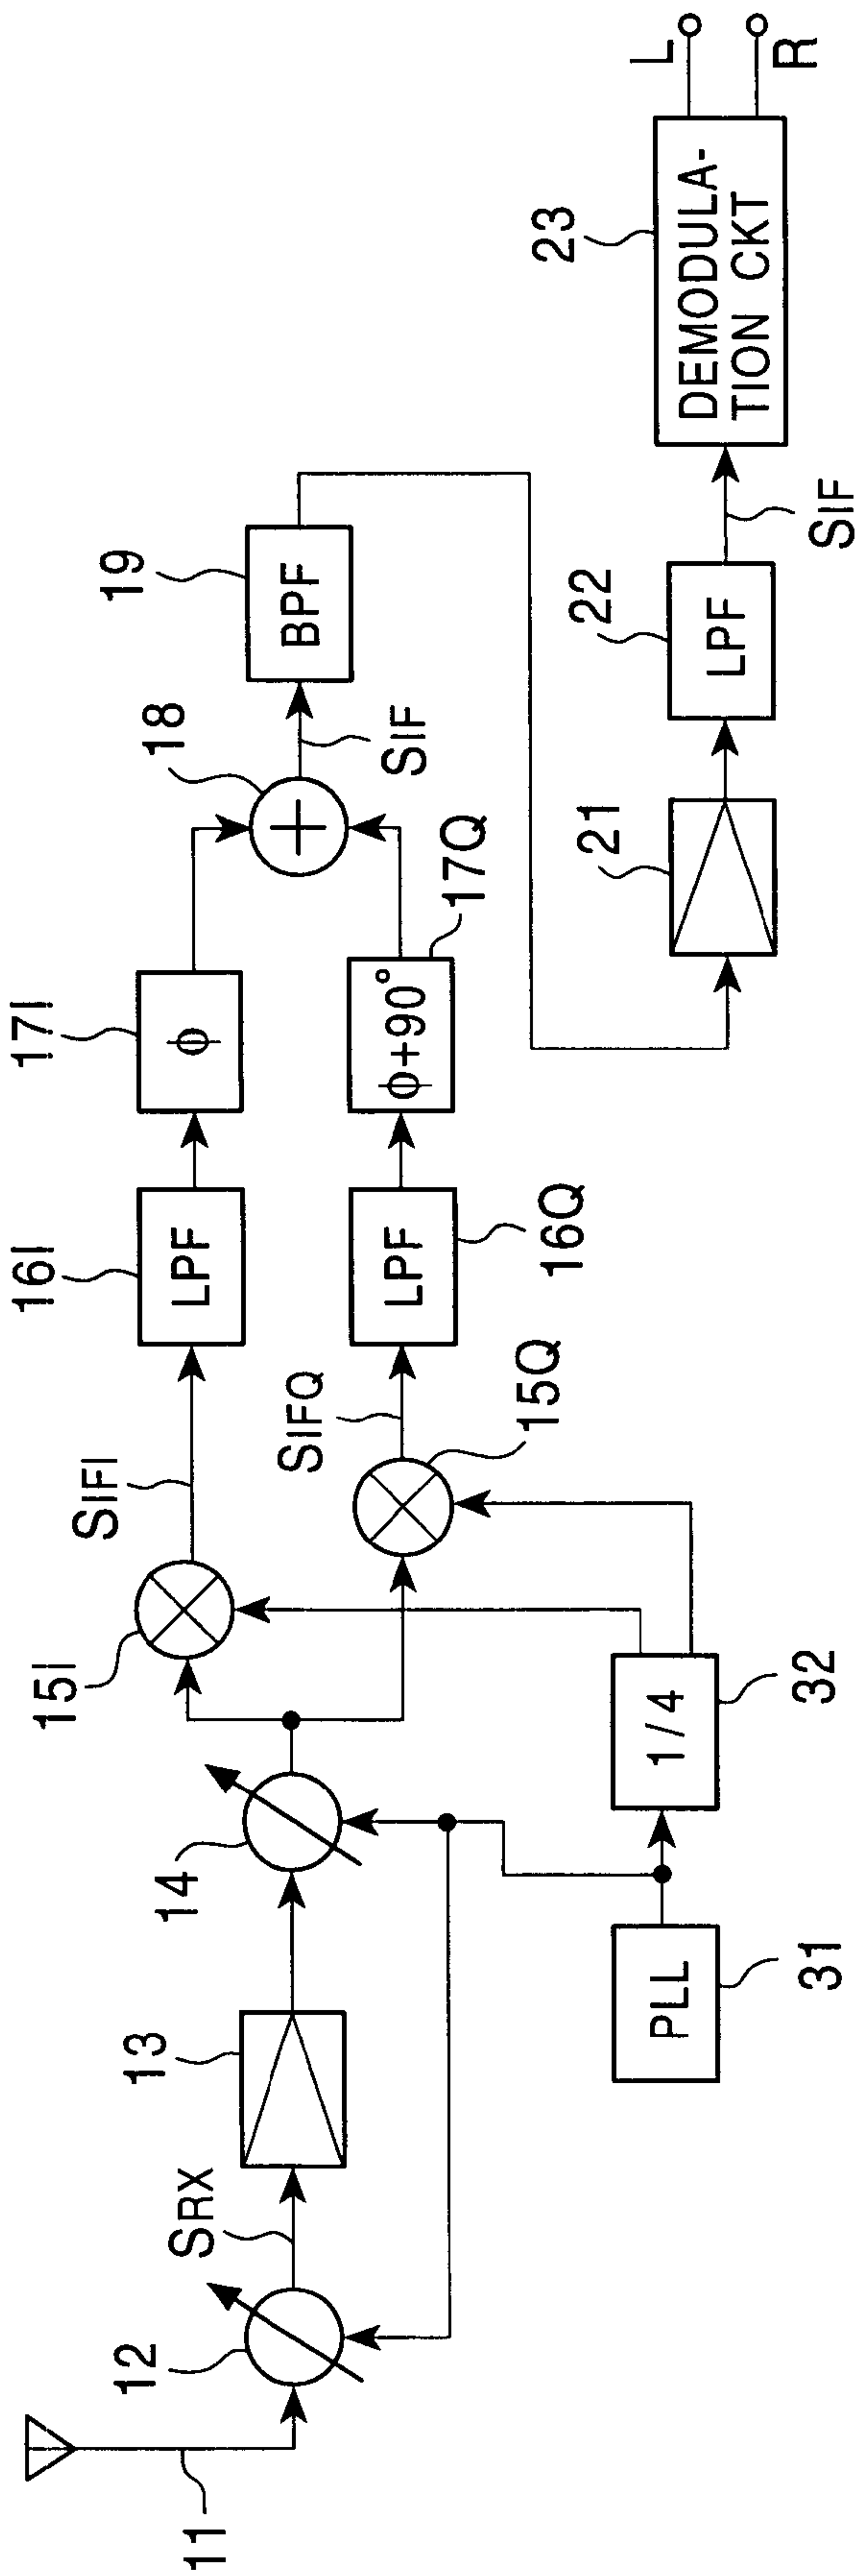 11
12
SRX
13
14
15I
SIFI
16I
LPF
17I
φ
18
SIF
19
BPF
15Q
SIFQ
16Q
LPF
17Q
φ+90°
PLL
31
1/4
32
21
22
LPF
SIF
23
DEMODULA-
TION CKT
L
R